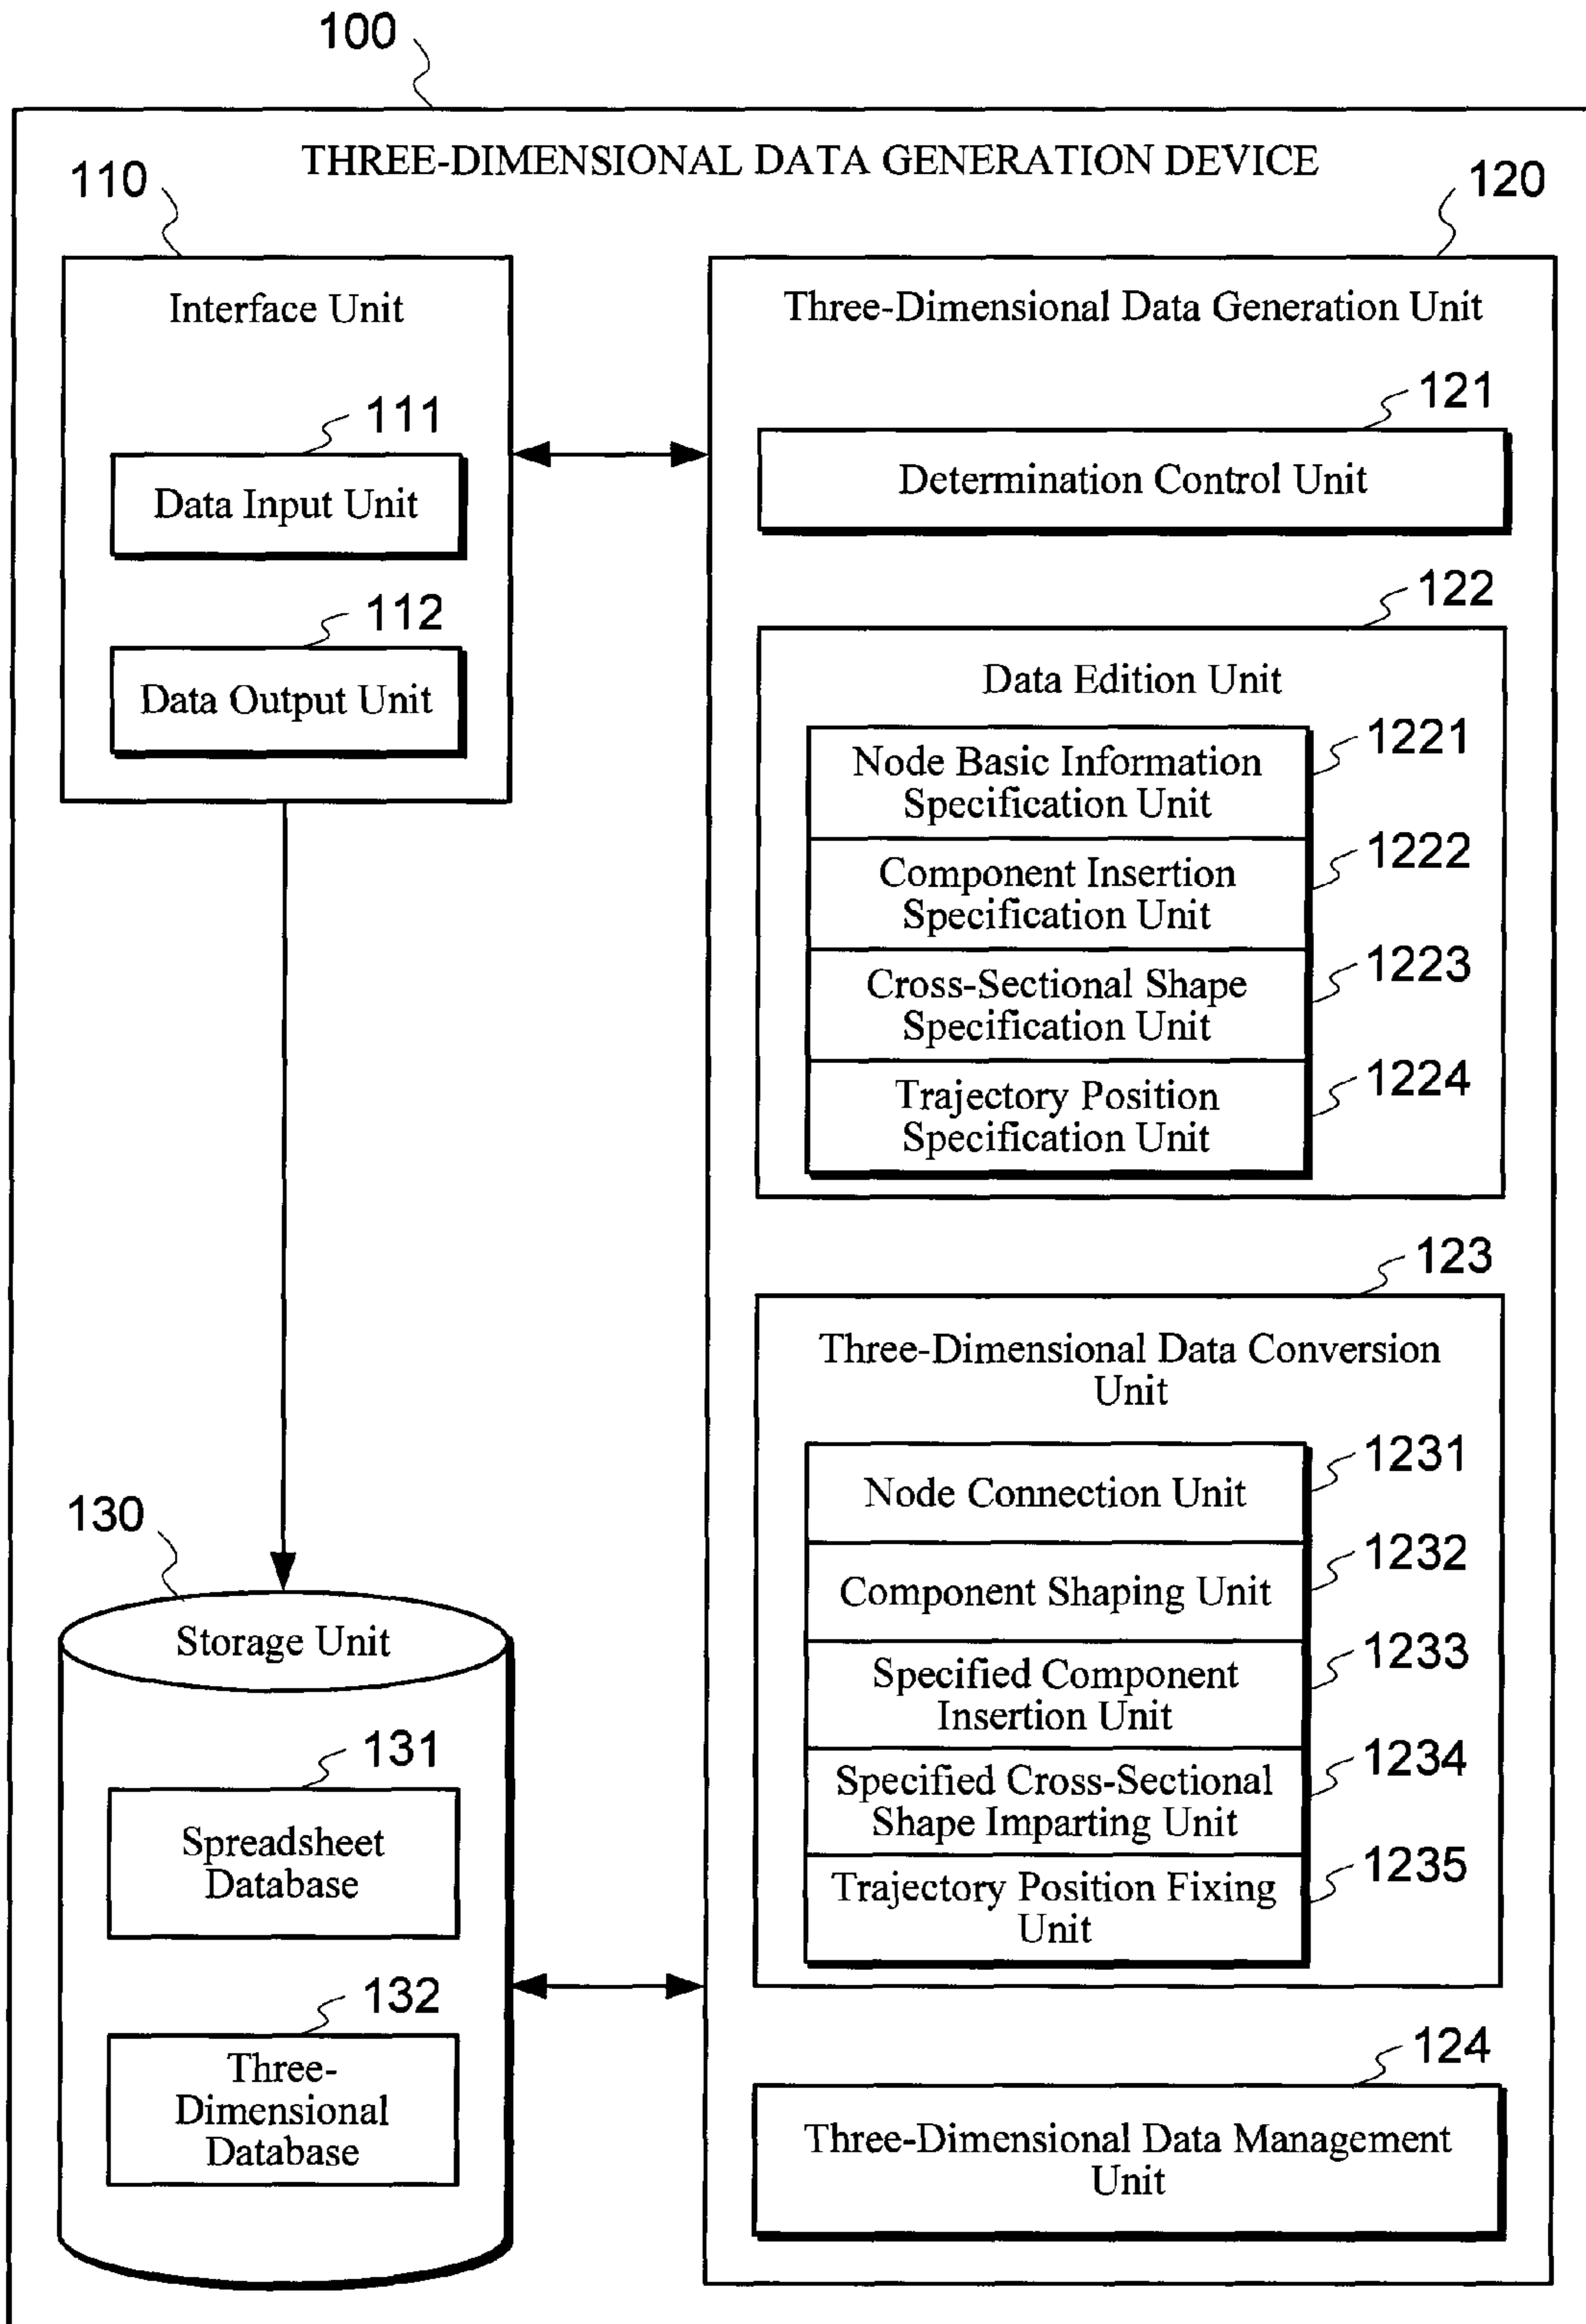 100
THREE-DIMENSIONAL DATA GENERATION DEVICE
110
Interface Unit
111
Data Input Unit
112
Data Output Unit
120
Three-Dimensional Data Generation Unit
121
Determination Control Unit
122
Data Edition Unit
1221
Node Basic Information
Specification Unit
1222
Component Insertion
Specification Unit
1223
Cross-Sectional Shape
Specification Unit
1224
Trajectory Position
Specification Unit
123
Three-Dimensional Data Conversion
Unit
1231
Node Connection Unit
1232
Component Shaping Unit
1233
Specified Component
Insertion Unit
1234
Specified Cross-Sectional
Shape Imparting Unit
1235
Trajectory Position Fixing
Unit
124
Three-Dimensional Data Management
Unit
130
Storage Unit
131
Spreadsheet
Database
132
Three-
Dimensional
Database